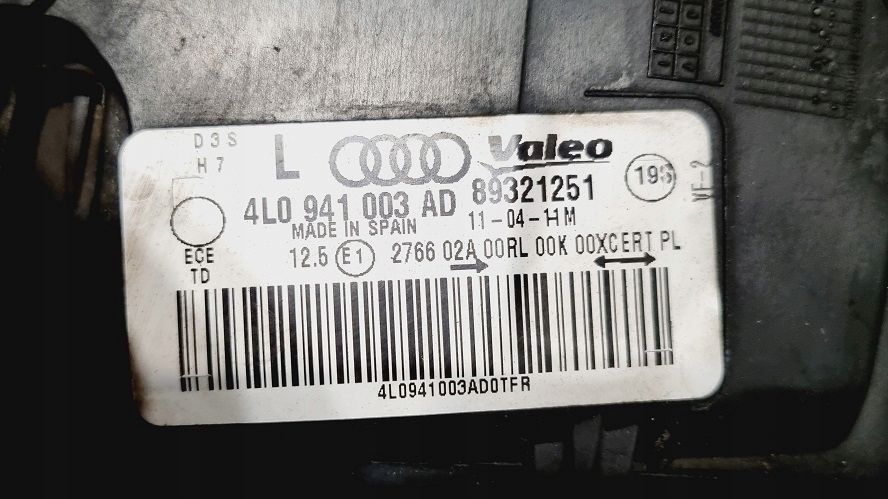 D3S
H7
L Valeo
4L0 941 003 AD 89321251
MADE IN SPAIN 11-04-HM
ECE
TD
12.5 E1 2766 02A 00RL 00K 00XCERT PL
4L0941003AD0TFR